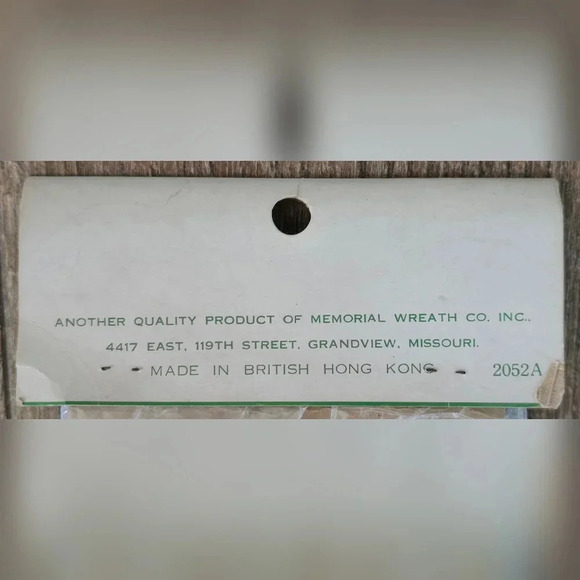 ANOTHER QUALITY PRODUCT OF MEMORIAL WREATH CO. INC.,
4417 EAST, 119TH STREET, GRANDVIEW, MISSOURI.
MADE IN BRITISH HONG KONG 2052A